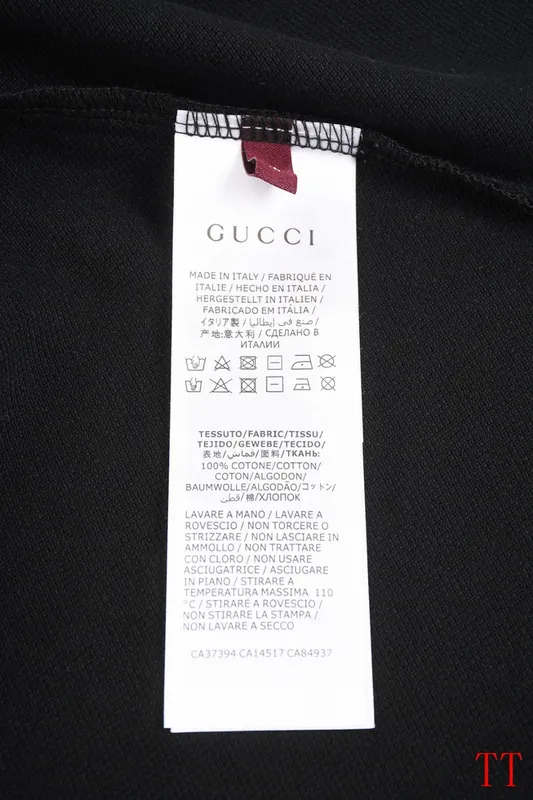 GUCCI
MADE IN ITALY / FABRIQUÉ EN
ITALIE / HECHO EN ITALIA /
HERGESTELLT IN ITALIEN /
FABRICADO EM ITÁLIA /
イタリア製 / صنع في إيطاليا /
产地:意大利 / СДЕЛАНО В
ИТАЛИИ
TESSUTO/FABRIC/TISSU/
TEJIDO/GEWEBE/TECIDO/
表地/قماش/面料/ТКАНЬ:
100% COTONE/COTTON/
COTON/ALGODON/
BAUMWOLLE/ALGODÃO/コットン/
قطن/棉/ХЛОПОК
LAVARE A MANO / LAVARE A
ROVESCIO / NON TORCERE O
STRIZZARE / NON LASCIARE IN
AMMOLLO / NON TRATTARE
CON CLORO / NON USARE
ASCIUGATRICE / ASCIUGARE
IN PIANO / STIRARE A
TEMPERATURA MASSIMA 110
°C / STIRARE A ROVESCIO /
NON STIRARE LA STAMPA /
NON LAVARE A SECCO
CA37394 CA14517 CA84937
TT